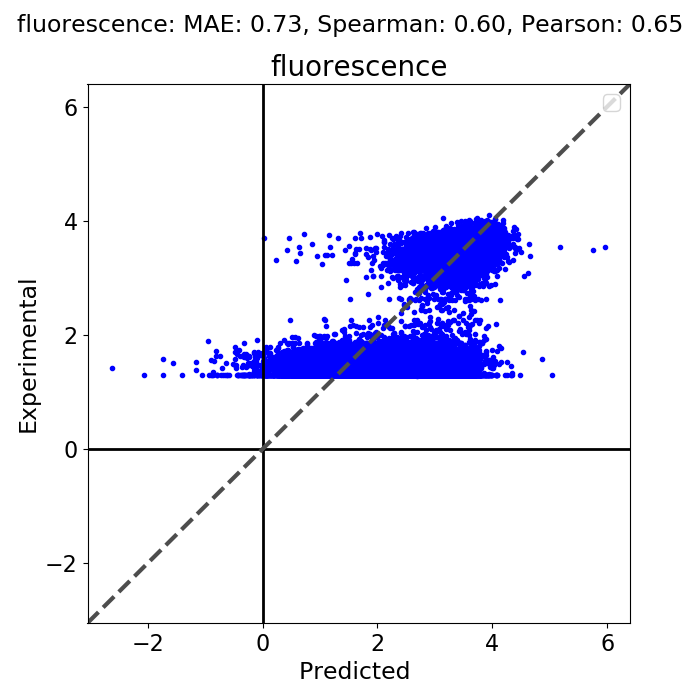 fluorescence: MAE: 0.73, Spearman: 0.60, Pearson: 0.65
fluorescence
6
4
2
0
−2
Experimental
−2 0 2 4 6
Predicted